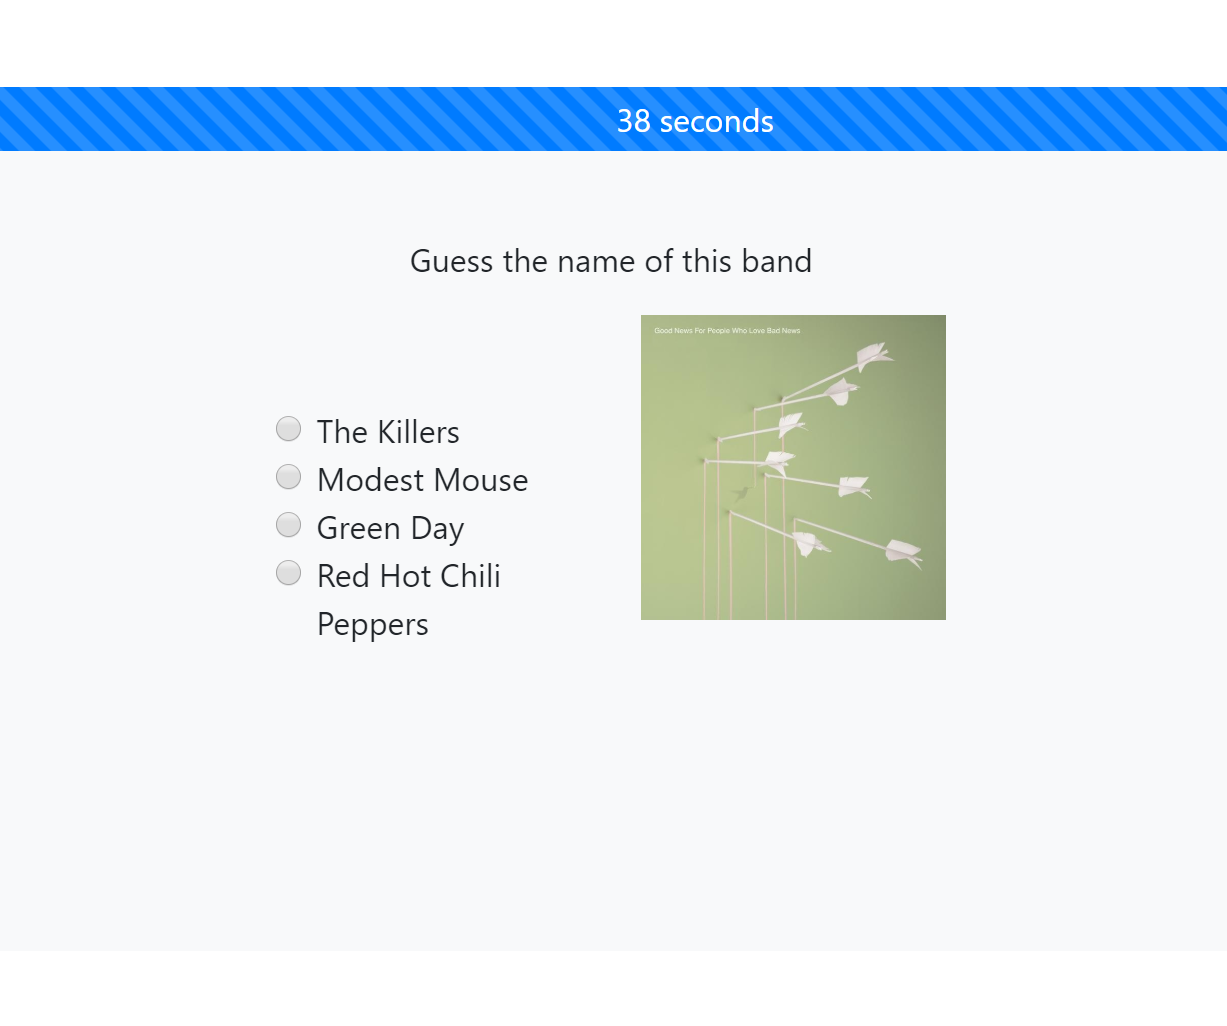 38 seconds
Guess the name of this band
Good News For People Who Love Bad News
The Killers
Modest Mouse
Green Day
Red Hot Chili
Peppers